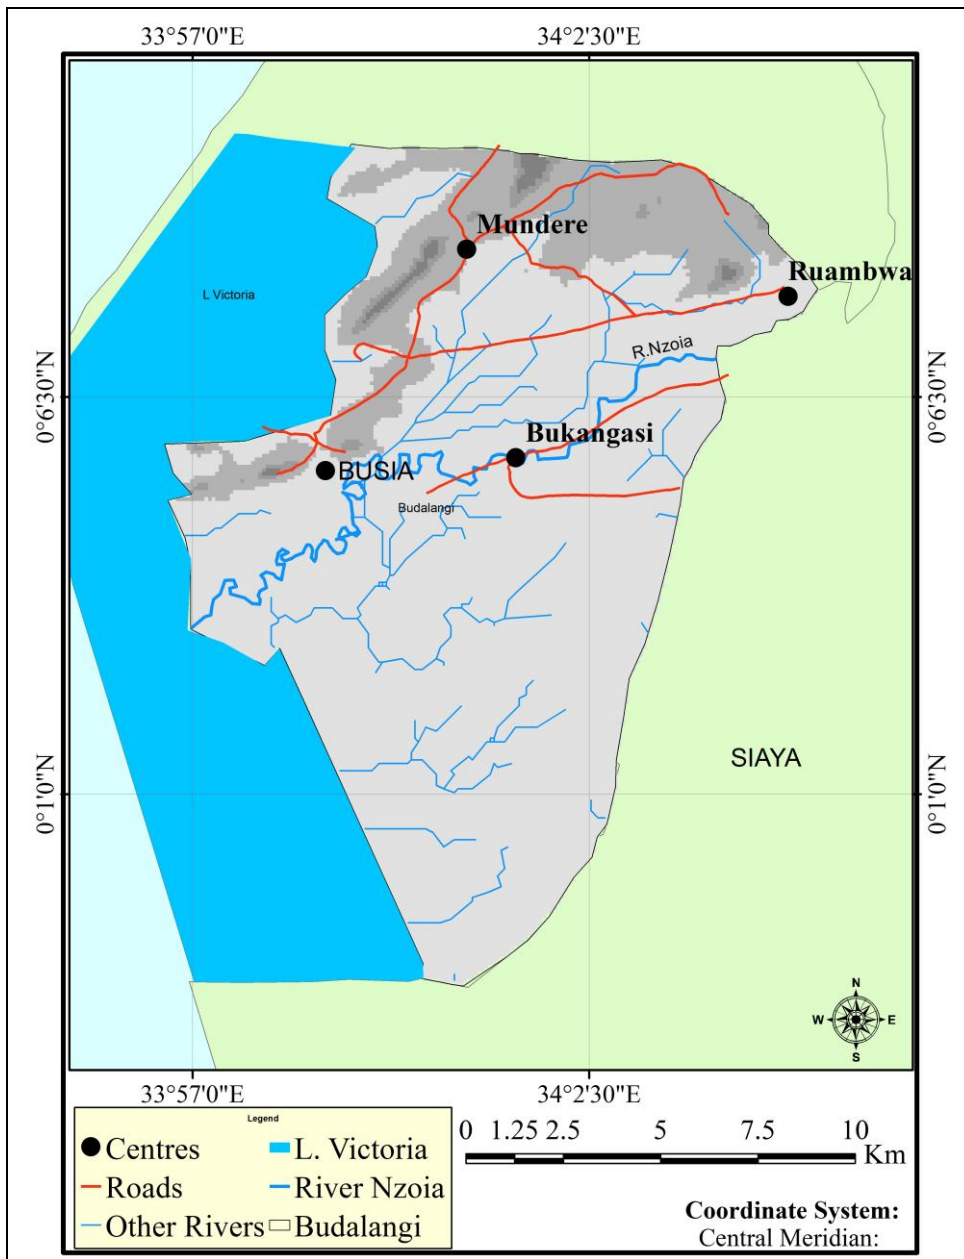 33°57'0"E 34°2'30"E
Mundere
Ruambwa
L Victoria
R.Nzoia
0°6'30"N 0°6'30"N
Bukangasi
BUSIA
Budalangi
SIAYA
0°1'0"N 0°1'0"N
N
W E
S
33°57'0"E 34°2'30"E
Legend
Centres L. Victoria
Roads River Nzoia
Other Rivers Budalangi
0 1.25 2.5 5 7.5 10
Km
Coordinate System:
Central Meridian: